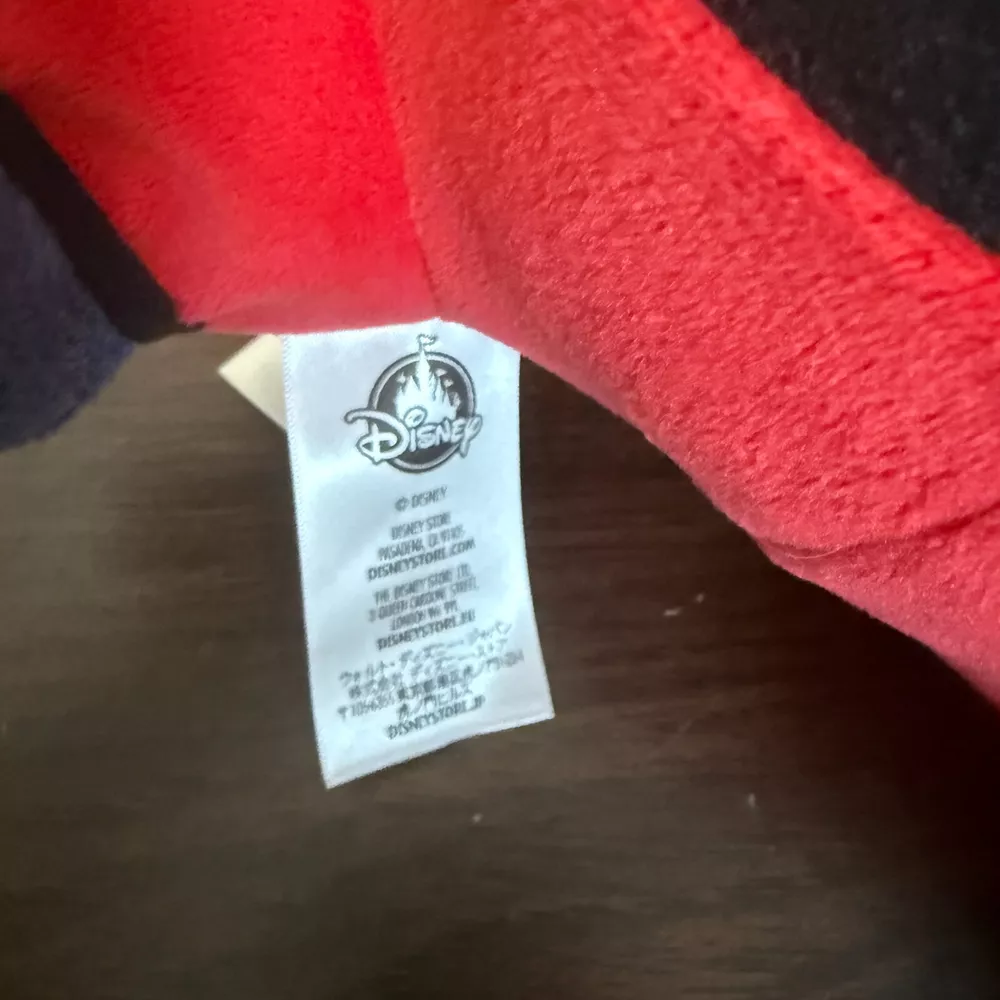 Disney
© DISNEY
DISNEY STORE
PASADENA, CA 91105
DISNEYSTORE.COM
THE DISNEY STORE LTD.
3 QUEEN CAROLINE STREET,
LONDON W6 9PE
DISNEYSTORE.EU
ウォルト・ディズニー・ジャパン
株式会社 ディズニーストア
〒1056355 東京都港区虎ノ門
虎ノ門ヒルズ
DISNEYSTORE.JP